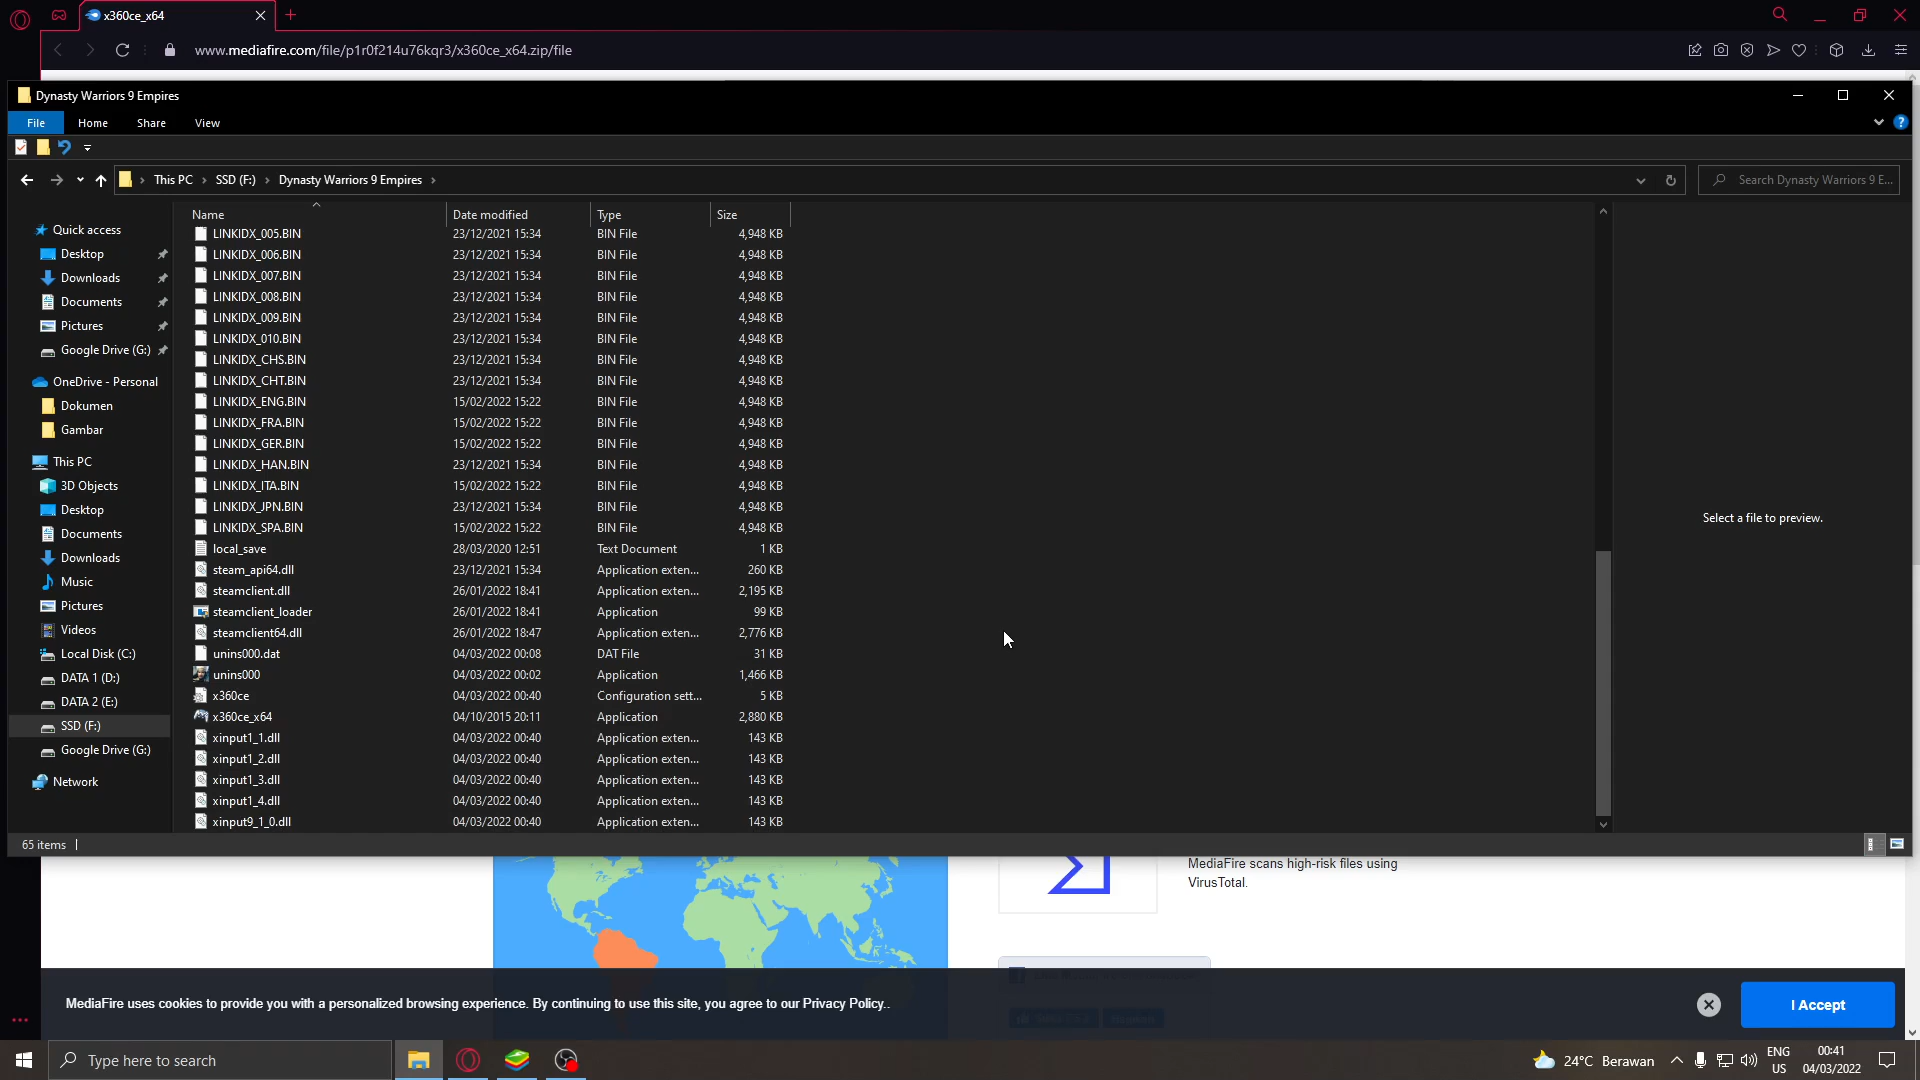 x360ce_x64
www.mediafire.com/file/p1r0f214u76kqr3/x360ce_x64.zip/file
Dynasty Warriors 9 Empires
File Home Share View
This PC SSD (F:) Dynasty Warriors 9 Empires
Search Dynasty Warriors 9 E...
Name Date modified Type Size
Quick access
Desktop
Downloads
Documents
Pictures
Google Drive (G:)
OneDrive - Personal
Dokumen
Gambar
This PC
3D Objects
Desktop
Documents
Downloads
Music
Pictures
Videos
Local Disk (C:)
DATA 1 (D:)
DATA 2 (E:)
SSD (F:)
Google Drive (G:)
Network
LINKIDX_005.BIN 23/12/2021 15:34 BIN File 4,948 KB
LINKIDX_006.BIN 23/12/2021 15:34 BIN File 4,948 KB
LINKIDX_007.BIN 23/12/2021 15:34 BIN File 4,948 KB
LINKIDX_008.BIN 23/12/2021 15:34 BIN File 4,948 KB
LINKIDX_009.BIN 23/12/2021 15:34 BIN File 4,948 KB
LINKIDX_010.BIN 23/12/2021 15:34 BIN File 4,948 KB
LINKIDX_CHS.BIN 23/12/2021 15:34 BIN File 4,948 KB
LINKIDX_CHT.BIN 23/12/2021 15:34 BIN File 4,948 KB
LINKIDX_ENG.BIN 15/02/2022 15:22 BIN File 4,948 KB
LINKIDX_FRA.BIN 15/02/2022 15:22 BIN File 4,948 KB
LINKIDX_GER.BIN 15/02/2022 15:22 BIN File 4,948 KB
LINKIDX_HAN.BIN 23/12/2021 15:34 BIN File 4,948 KB
LINKIDX_ITA.BIN 15/02/2022 15:22 BIN File 4,948 KB
LINKIDX_JPN.BIN 23/12/2021 15:34 BIN File 4,948 KB
LINKIDX_SPA.BIN 15/02/2022 15:22 BIN File 4,948 KB
local_save 28/03/2020 12:51 Text Document 1 KB
steam_api64.dll 23/12/2021 15:34 Application exten... 260 KB
steamclient.dll 26/01/2022 18:41 Application exten... 2,195 KB
steamclient_loader 26/01/2022 18:41 Application 99 KB
steamclient64.dll 26/01/2022 18:47 Application exten... 2,776 KB
unins000.dat 04/03/2022 00:08 DAT File 31 KB
unins000 04/03/2022 00:02 Application 1,466 KB
x360ce 04/03/2022 00:40 Configuration sett... 5 KB
x360ce_x64 04/10/2015 20:11 Application 2,880 KB
xinput1_1.dll 04/03/2022 00:40 Application exten... 143 KB
xinput1_2.dll 04/03/2022 00:40 Application exten... 143 KB
xinput1_3.dll 04/03/2022 00:40 Application exten... 143 KB
xinput1_4.dll 04/03/2022 00:40 Application exten... 143 KB
xinput9_1_0.dll 04/03/2022 00:40 Application exten... 143 KB
Select a file to preview.
65 items
MediaFire scans high-risk files using
VirusTotal.
MediaFire uses cookies to provide you with a personalized browsing experience. By continuing to use this site, you agree to our Privacy Policy..
I Accept
Type here to search
24°C Berawan
ENG
US
00:41
04/03/2022